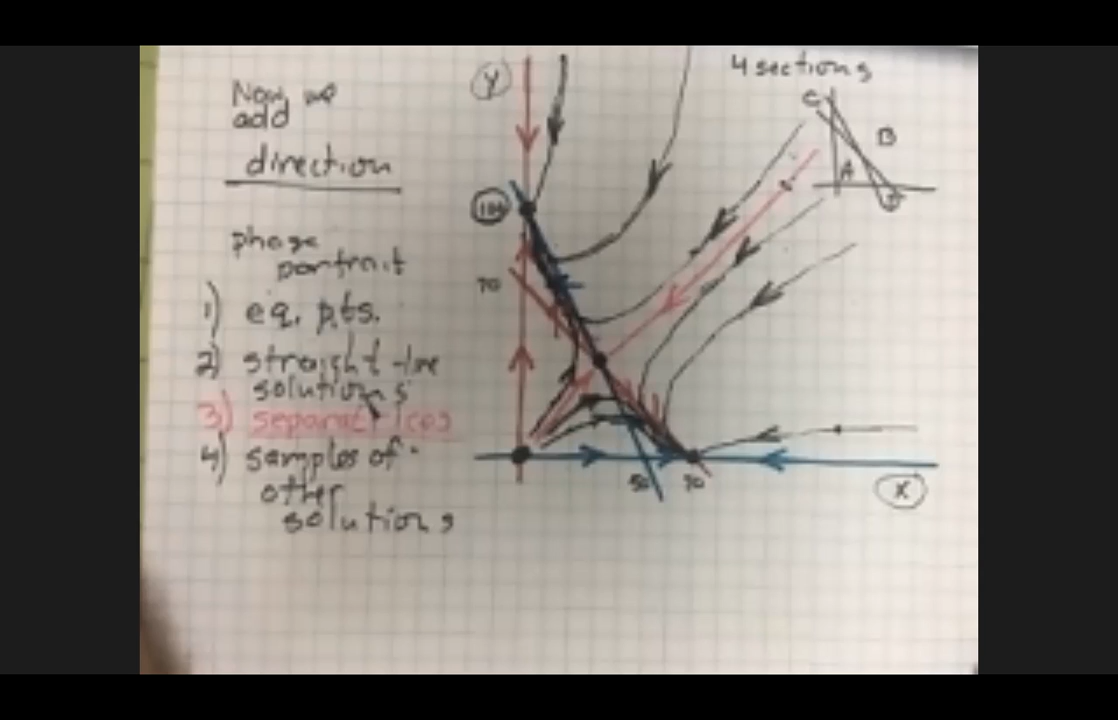 Now we
add
direction
phase
portrait
1) eq. pts.
2) straight-line
solutions
3) separatrices
4) samples of
other
solutions
y
100
70
50
70
x
4 sections
C
B
A
D